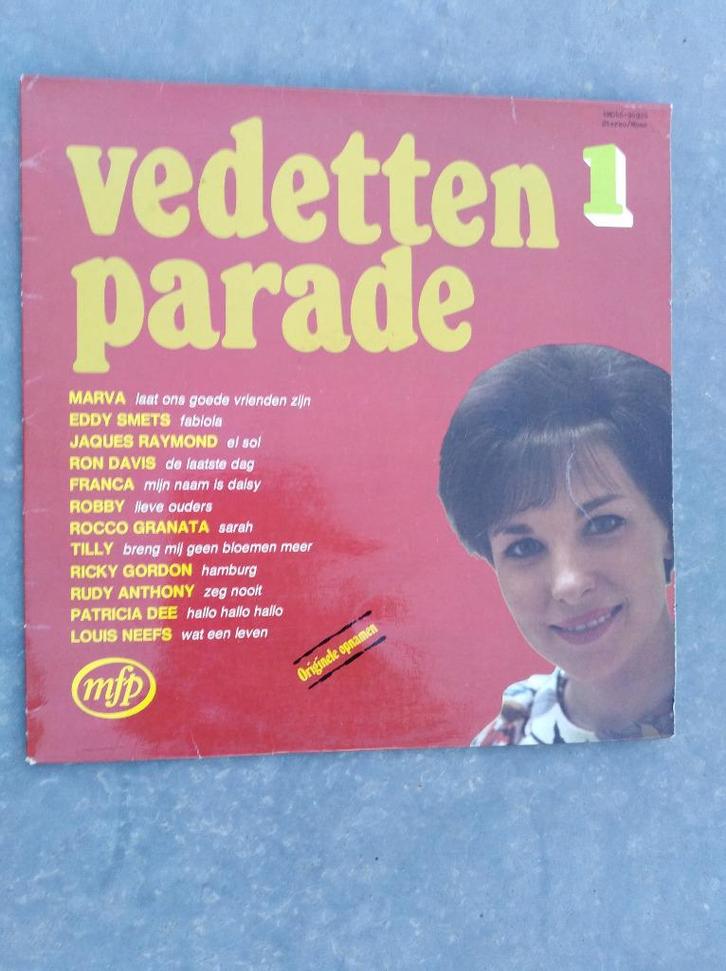 Stereo/Mono
vedetten 1
parade
MARVA laat ons goede vrienden zijn
EDDY SMETS fabiola
JAQUES RAYMOND el sol
RON DAVIS de laatste dag
FRANCA mijn naam is daisy
ROBBY lieve ouders
ROCCO GRANATA sarah
TILLY breng mij geen bloemen meer
RICKY GORDON hamburg
RUDY ANTHONY zeg nooit
PATRICIA DEE hallo hallo hallo
LOUIS NEEFS wat een leven
Originele opnamen
mfp